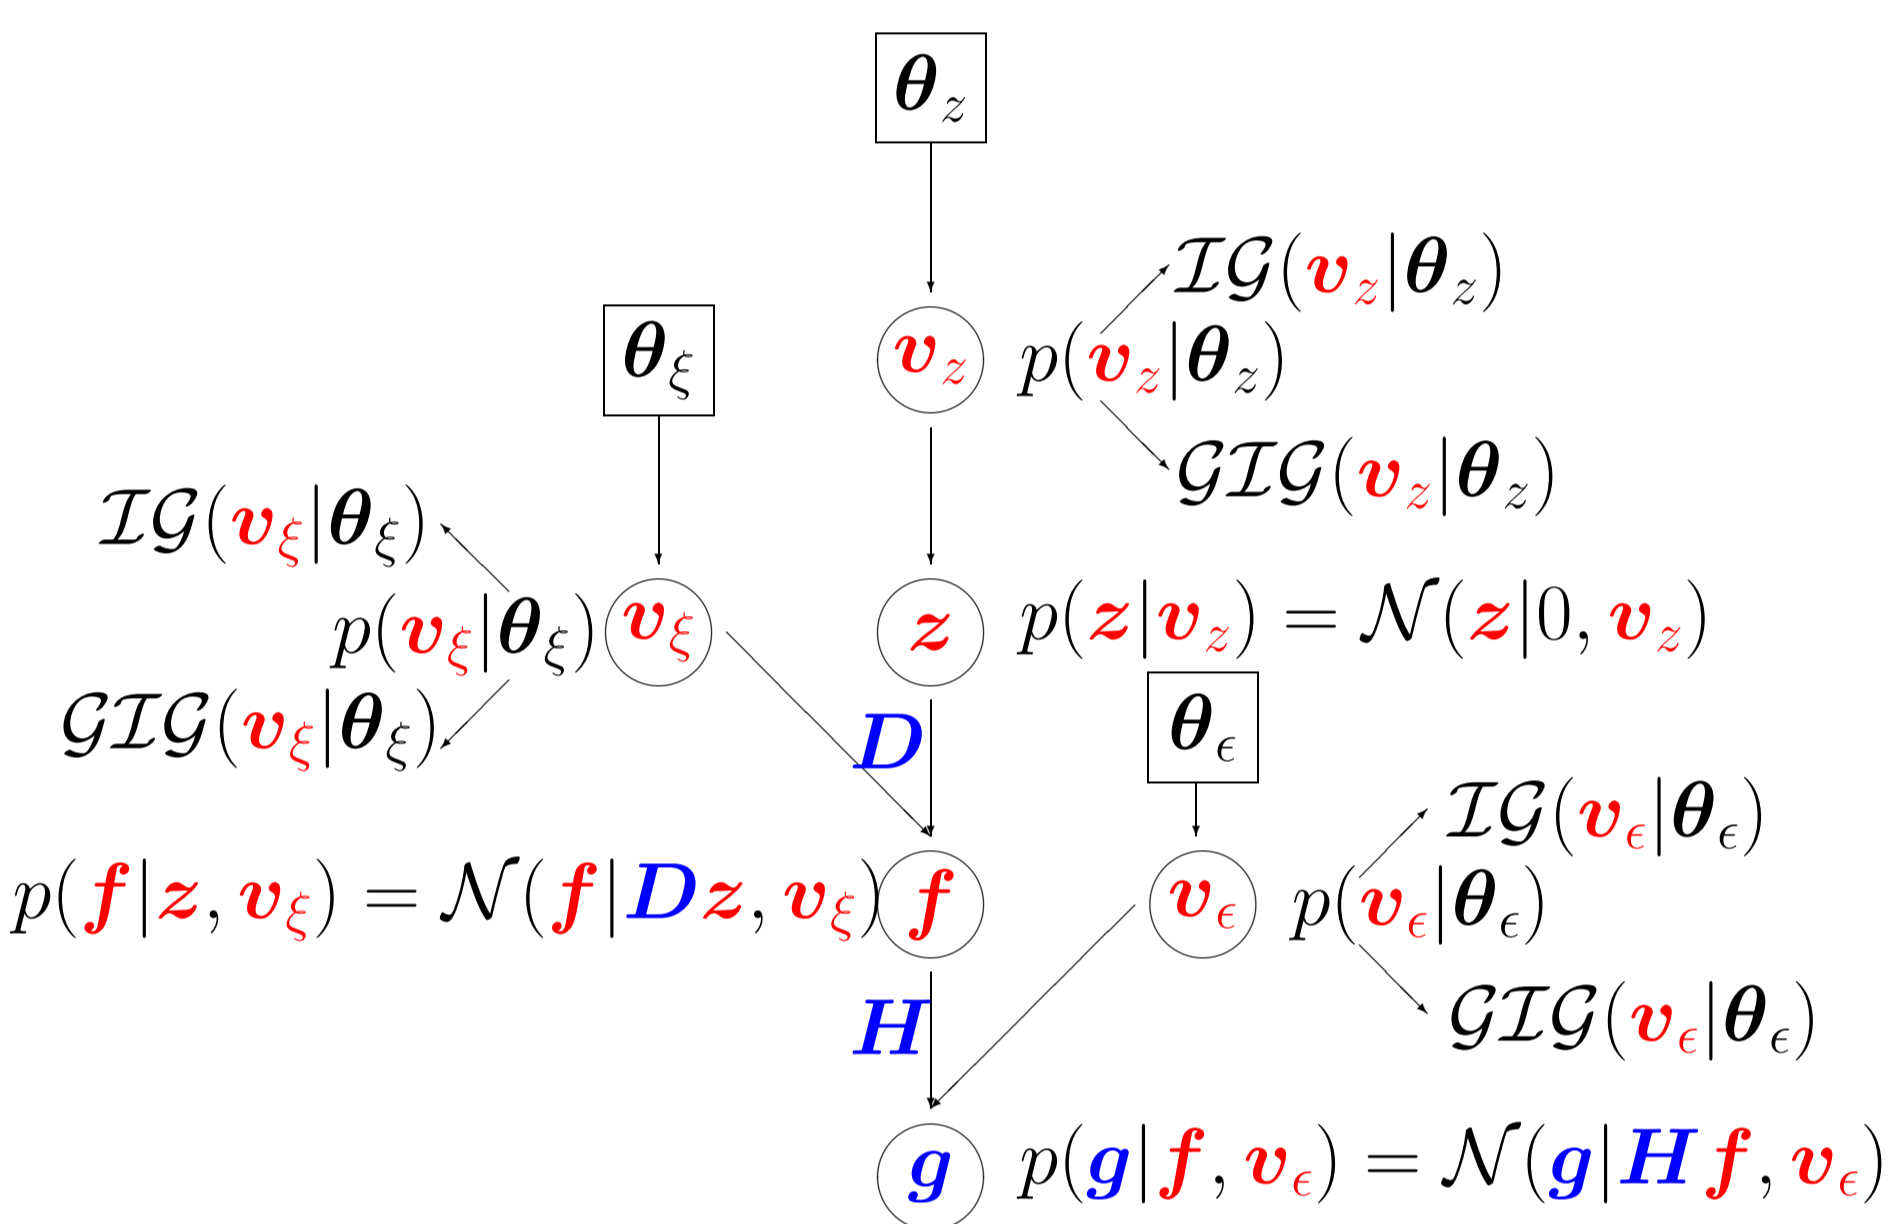 θ_z
IG(v_z|θ_z)
θ_ξ
v_z
p(v_z|θ_z)
GIG(v_z|θ_z)
IG(v_ξ|θ_ξ)
p(v_ξ|θ_ξ)
v_ξ
z
p(z|v_z) = N(z|0, v_z)
GIG(v_ξ|θ_ξ)
D
θ_ϵ
IG(v_ϵ|θ_ϵ)
p(f|z, v_ξ) = N(f|Dz, v_ξ)
f
v_ϵ
p(v_ϵ|θ_ϵ)
H
GIG(v_ϵ|θ_ϵ)
g
p(g|f, v_ϵ) = N(g|Hf, v_ϵ)